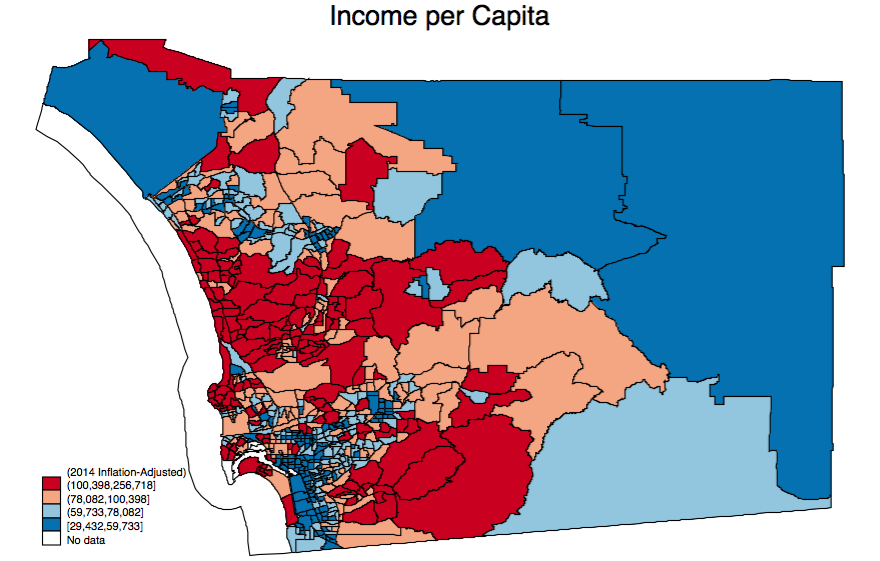 Income per Capita
(2014 Inflation-Adjusted)
(100,398,256,718]
(78,082,100,398]
(59,733,78,082]
[29,432,59,733]
No data